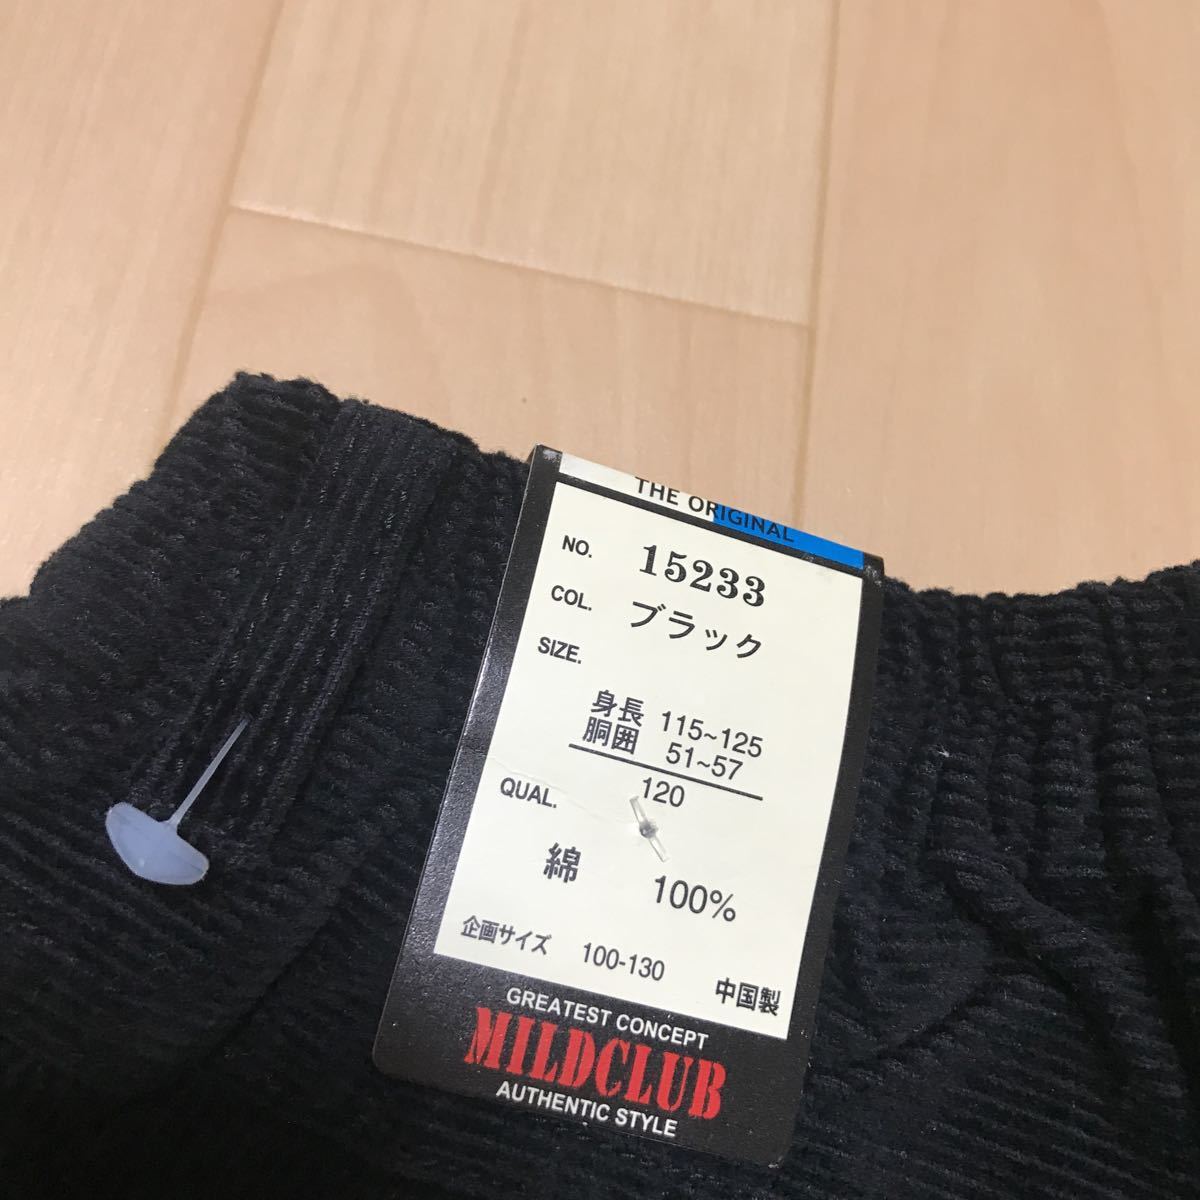 THE ORIGINAL
NO. 15233
COL. ブラック
SIZE.
身長 115~125
胴囲 51~57
120
QUAL.
綿 100%
企画サイズ 100-130 中国製
GREATEST CONCEPT
MILDCLUB
AUTHENTIC STYLE